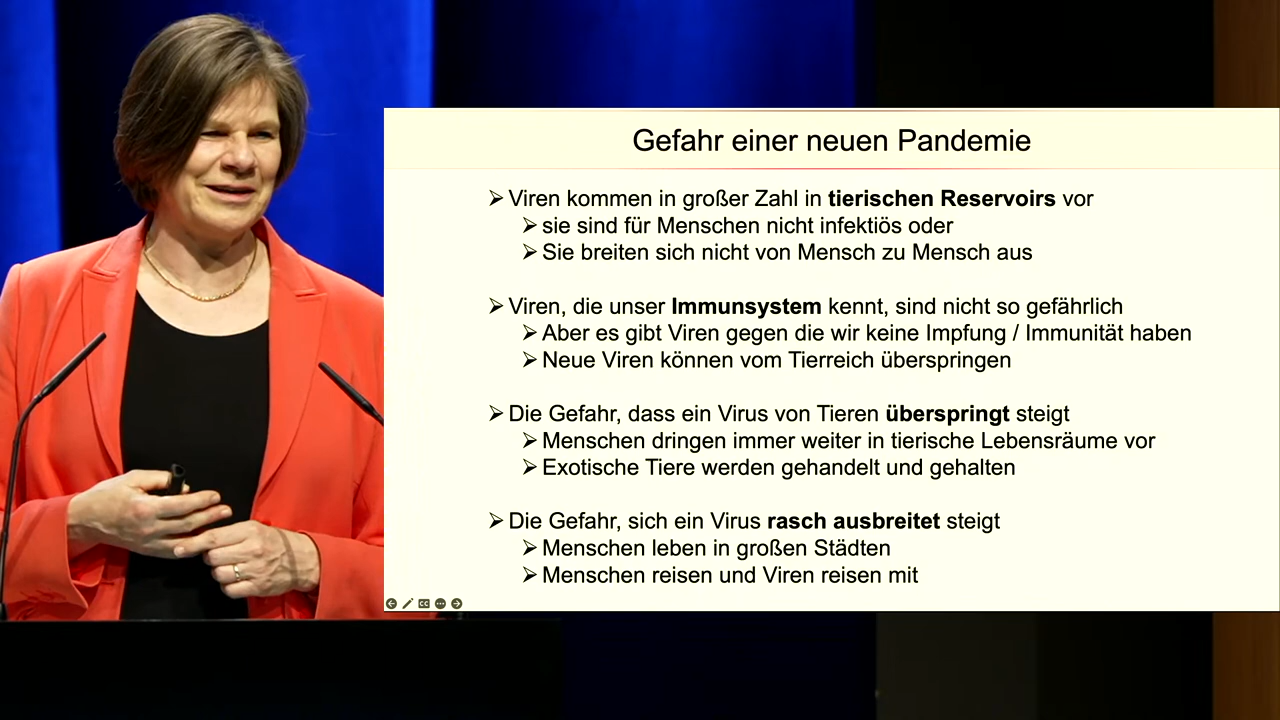 Gefahr einer neuen Pandemie
➢ Viren kommen in großer Zahl in tierischen Reservoirs vor
➢ sie sind für Menschen nicht infektiös oder
➢ Sie breiten sich nicht von Mensch zu Mensch aus
➢ Viren, die unser Immunsystem kennt, sind nicht so gefährlich
➢ Aber es gibt Viren gegen die wir keine Impfung / Immunität haben
➢ Neue Viren können vom Tierreich überspringen
➢ Die Gefahr, dass ein Virus von Tieren überspringt steigt
➢ Menschen dringen immer weiter in tierische Lebensräume vor
➢ Exotische Tiere werden gehandelt und gehalten
➢ Die Gefahr, sich ein Virus rasch ausbreitet steigt
➢ Menschen leben in großen Städten
➢ Menschen reisen und Viren reisen mit